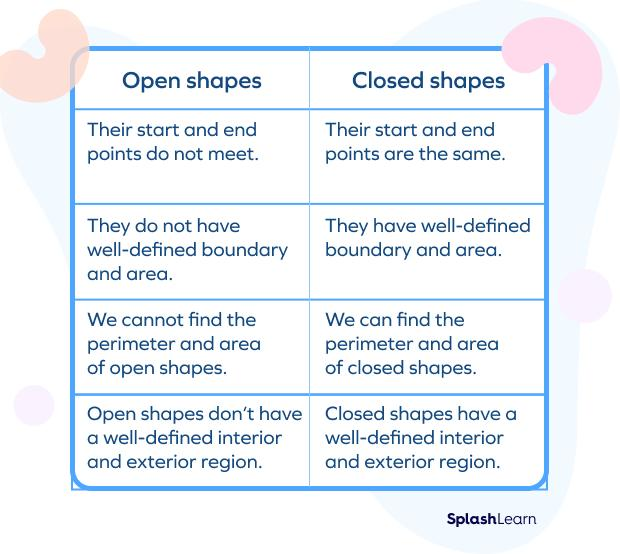 Open shapes
Closed shapes
Their start and end
points do not meet.
Their start and end
points are the same.
They do not have
well-defined boundary
and area.
They have well-defined
boundary and area.
We cannot find the
perimeter and area
of open shapes.
We can find the
perimeter and area
of closed shapes.
Open shapes don't have
a well-defined interior
and exterior region.
Closed shapes have a
well-defined interior
and exterior region.
SplashLearn